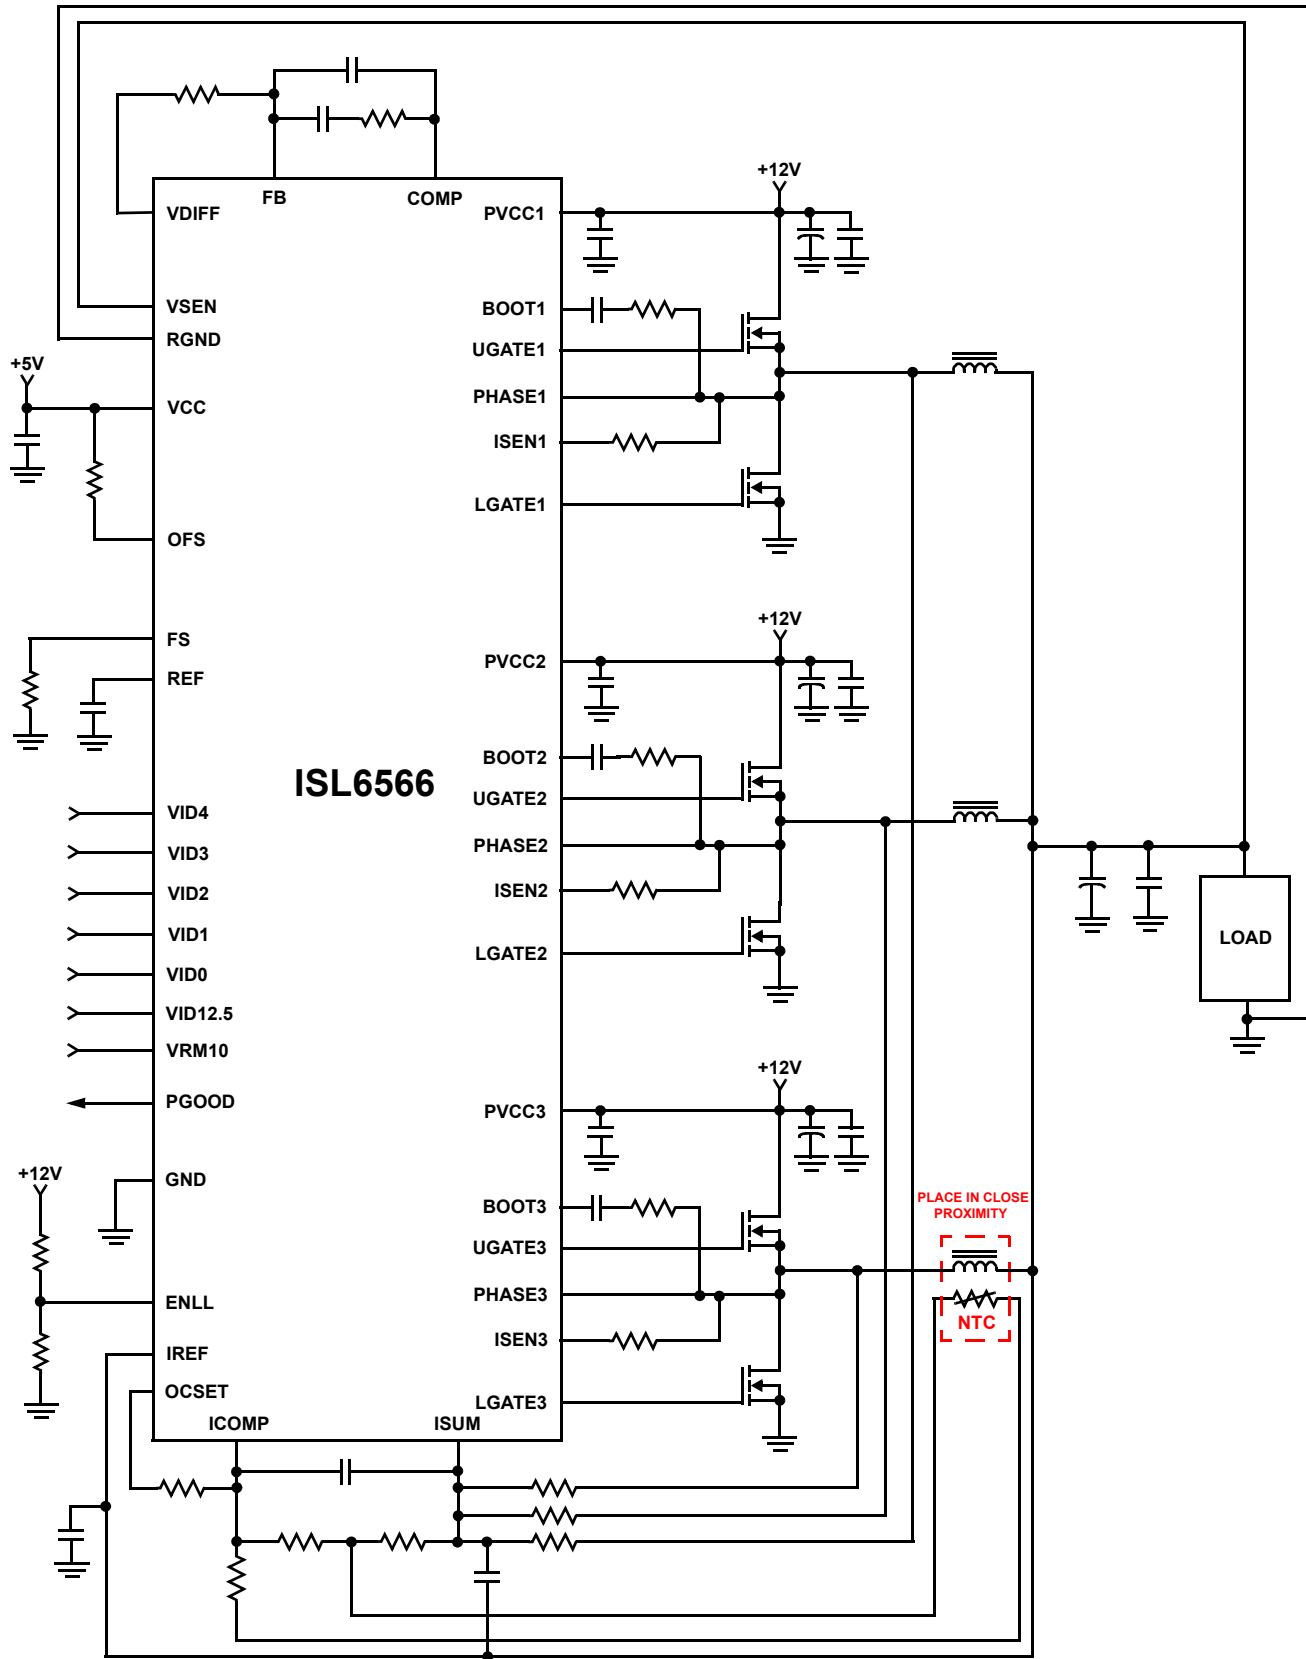 +12V
FB
COMP
VDIFF
PVCC1
VSEN
BOOT1
RGND
UGATE1
+5V
PHASE1
VCC
ISEN1
LGATE1
OFS
+12V
FS
PVCC2
REF
BOOT2
ISL6566
UGATE2
VID4
PHASE2
VID3
ISEN2
VID2
VID1
LOAD
LGATE2
VID0
VID12.5
VRM10
+12V
PGOOD
PVCC3
+12V
GND
PLACE IN CLOSE
PROXIMITY
BOOT3
UGATE3
PHASE3
ENLL
NTC
ISEN3
IREF
OCSET
LGATE3
ICOMP
ISUM